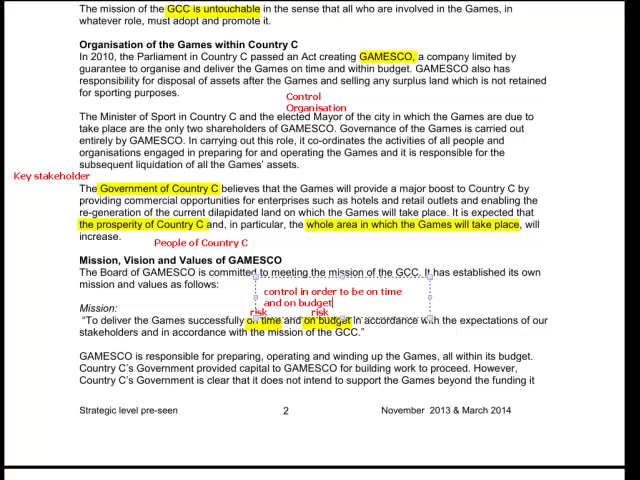 The mission of the GCC is untouchable in the sense that all who are involved in the Games, in
whatever role, must adopt and promote it.
Organisation of the Games within Country C
In 2010, the Parliament in Country C passed an Act creating GAMESCO, a company limited by
guarantee to organise and deliver the Games on time and within budget. GAMESCO also has
responsibility for disposal of assets after the Games and selling any surplus land which is not retained
for sporting purposes.
Control
Organisation
The Minister of Sport in Country C and the elected Mayor of the city in which the Games are due to
take place are the only two shareholders of GAMESCO. Governance of the Games is carried out
entirely by GAMESCO. In carrying out this role, it co-ordinates the activities of all people and
organisations engaged in preparing for and operating the Games and it is responsible for the
subsequent liquidation of all the Games' assets.
Key stakeholder
The Government of Country C believes that the Games will provide a major boost to Country C by
providing commercial opportunities for enterprises such as hotels and retail outlets and enabling the
re-generation of the current dilapidated land on which the Games will take place. It is expected that
the prosperity of Country C and, in particular, the whole area in which the Games will take place, will
increase.
People of Country C
Mission, Vision and Values of GAMESCO
The Board of GAMESCO is committed to meeting the mission of the GCC. It has established its own
mission and values as follows:
control in order to be on time
and on budget
Mission:
risk risk
"To deliver the Games successfully on time and on budget in accordance with the expectations of our
stakeholders and in accordance with the mission of the GCC."
GAMESCO is responsible for preparing, operating and winding up the Games, all within its budget.
Country C's Government provided capital to GAMESCO for building work to proceed. However,
Country C's Government is clear that it does not intend to support the Games beyond the funding it
Strategic level pre-seen 2 November 2013 & March 2014